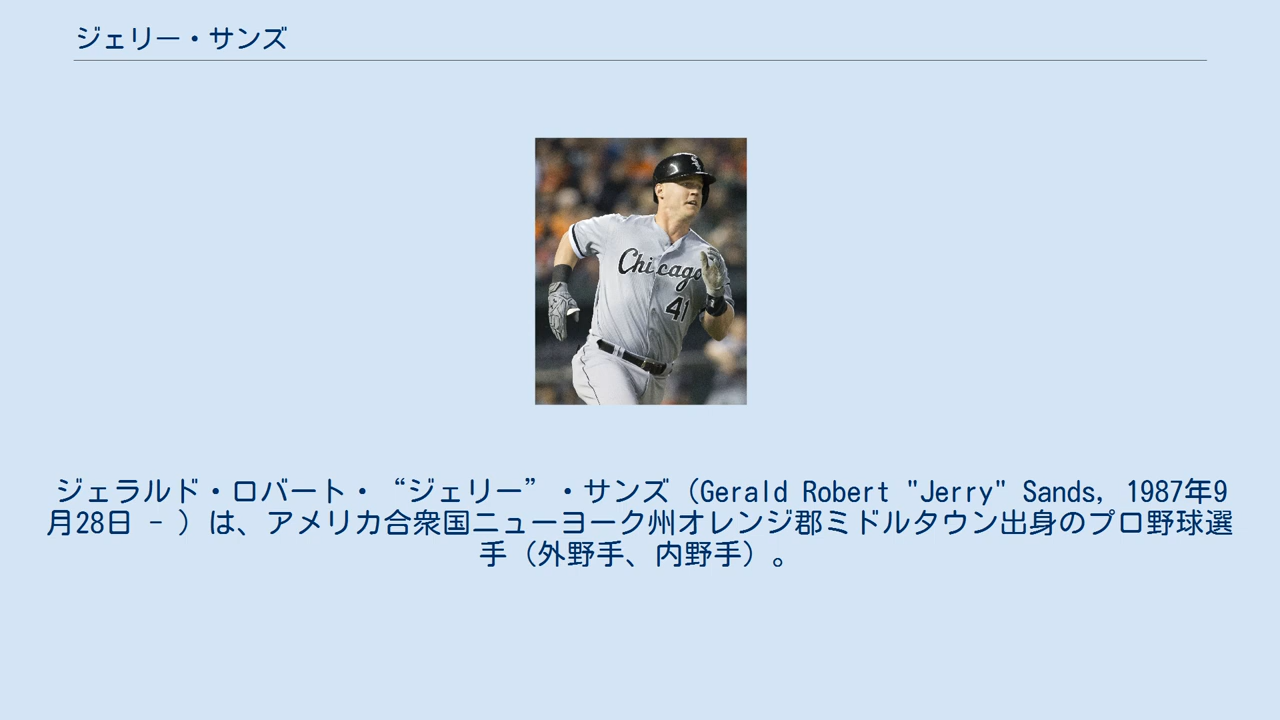 ジェリー・サンズ
Chicago
41
ジェラルド・ロバート・“ジェリー”・サンズ（Gerald Robert "Jerry" Sands, 1987年9
月28日 - ）は、アメリカ合衆国ニューヨーク州オレンジ郡ミドルタウン出身のプロ野球選
手（外野手、内野手）。